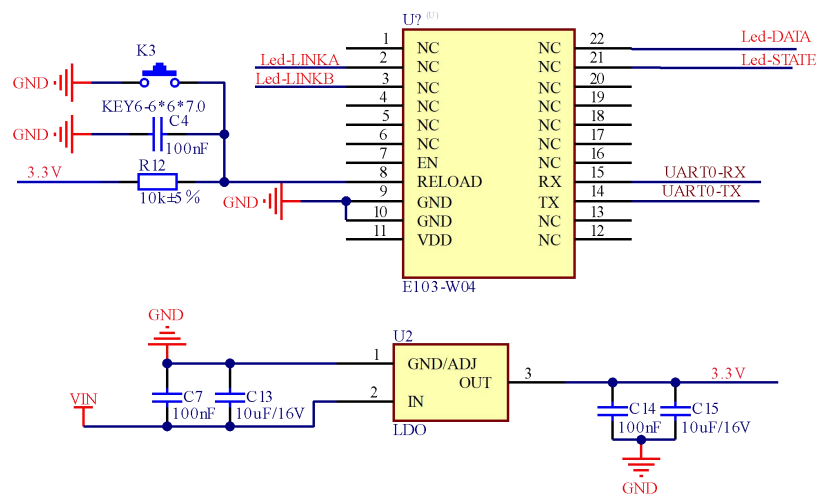 U? (U)
K3
GND
KEY6-6*6*7.0
C4
GND
100nF
3.3V
R12
10k±5%
GND
Led-LINKA
Led-LINKB
1 NC NC 22 Led-DATA
2 NC NC 21 Led-STATE
3 NC NC 20
4 NC NC 19
5 NC NC 18
6 NC NC 17
7 EN NC 16
8 RELOAD RX 15 UART0-RX
9 GND TX 14 UART0-TX
10 GND NC 13
11 VDD NC 12
E103-W04
GND
U2
1 GND/ADJ
OUT 3 3.3V
2 IN
LDO
VIN
C7
100nF
C13
10uF/16V
C14
100nF
C15
10uF/16V
GND